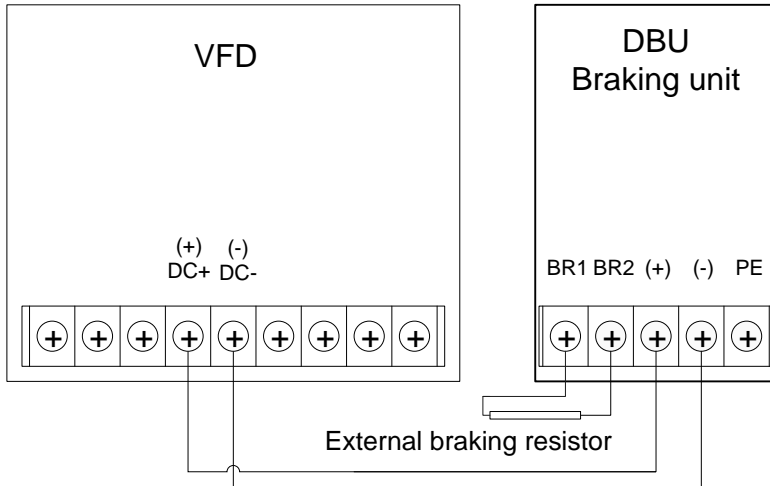 VFD
DBU
Braking unit
(+) (-)
DC+ DC-
BR1 BR2 (+) (-) PE
External braking resistor